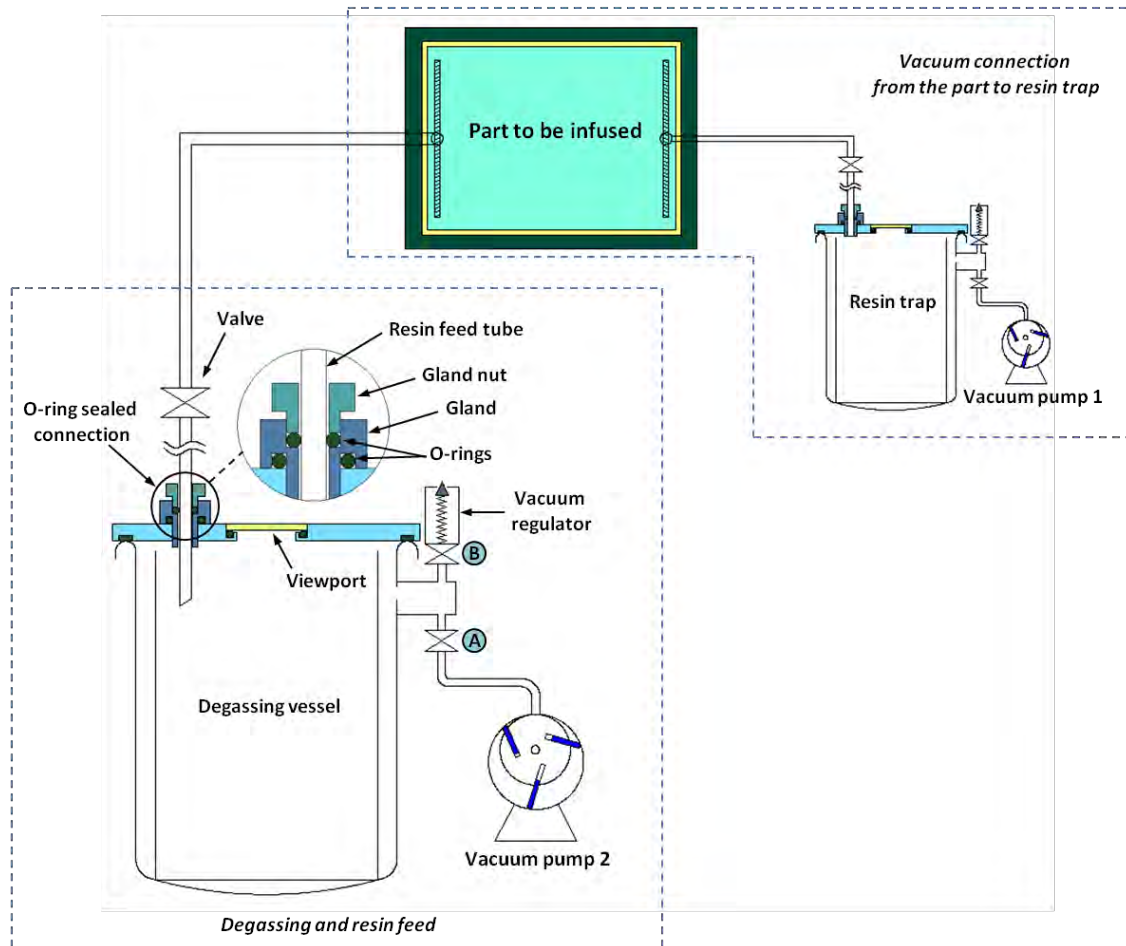 Vacuum connection
from the part to resin trap
Part to be infused
Resin trap
Vacuum pump 1
Valve
Resin feed tube
Gland nut
O-ring sealed
connection
Gland
O-rings
Vacuum
regulator
B
Viewport
A
Degassing vessel
Vacuum pump 2
Degassing and resin feed